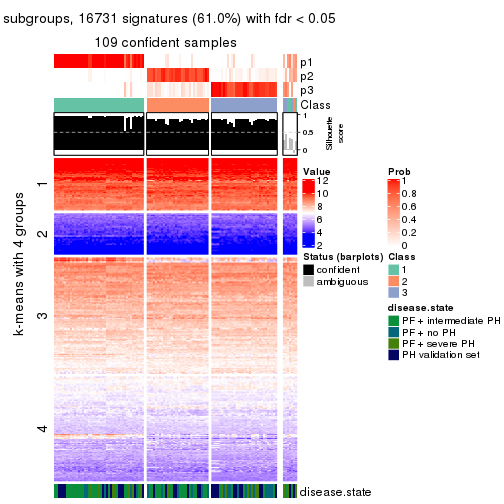 subgroups, 16731 signatures (61.0%) with fdr < 0.05
109 confident samples
p1
p2
p3
Class
1
0.5
0
Silhouette
score
k-means with 4 groups
1
2
3
4
disease.state
Value
12
10
8
6
4
2
Prob
1
0.8
0.6
0.4
0.2
0
Status (barplots)
confident
ambiguous
Class
1
2
3
disease.state
PF + intermediate PH
PF + no PH
PF + severe PH
PH validation set